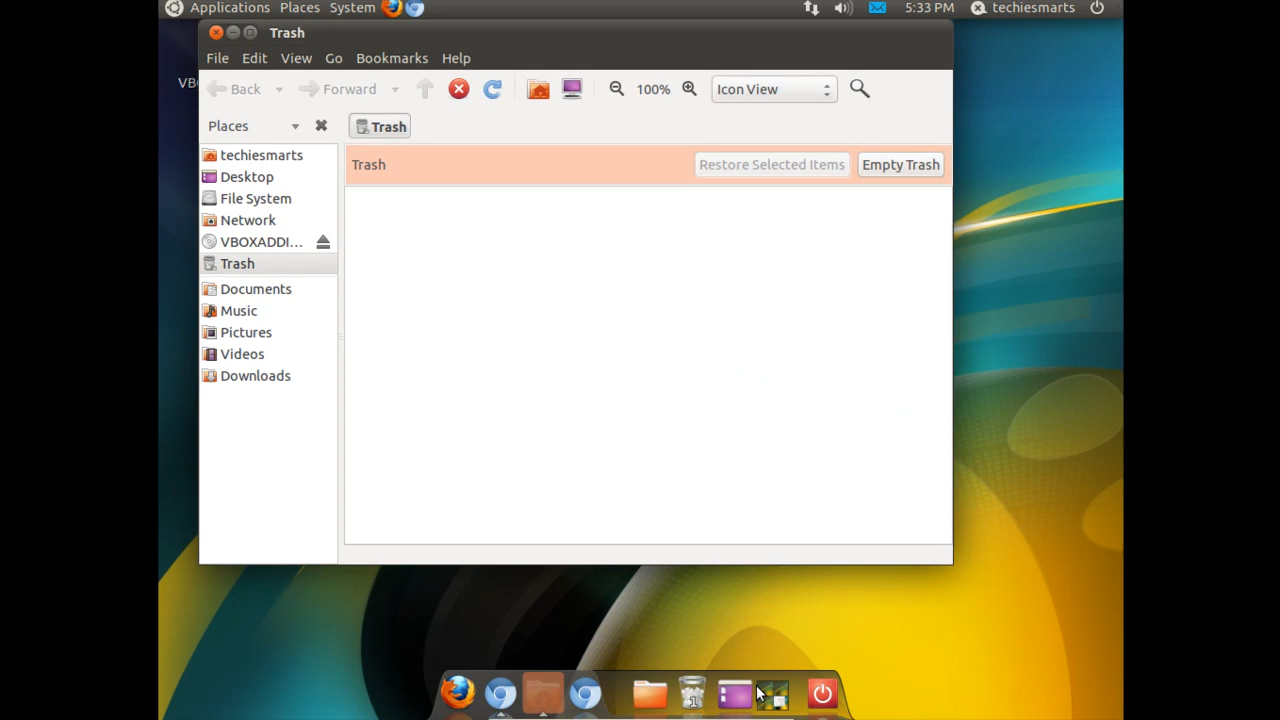 Applications Places System
5:33 PM techiesmarts
Trash
File Edit View Go Bookmarks Help
Back Forward 100% Icon View
Places Trash
VB
techiesmarts
Desktop
File System
Network
VBOXADDI...
Trash
Documents
Music
Pictures
Videos
Downloads
Trash Restore Selected Items Empty Trash
1